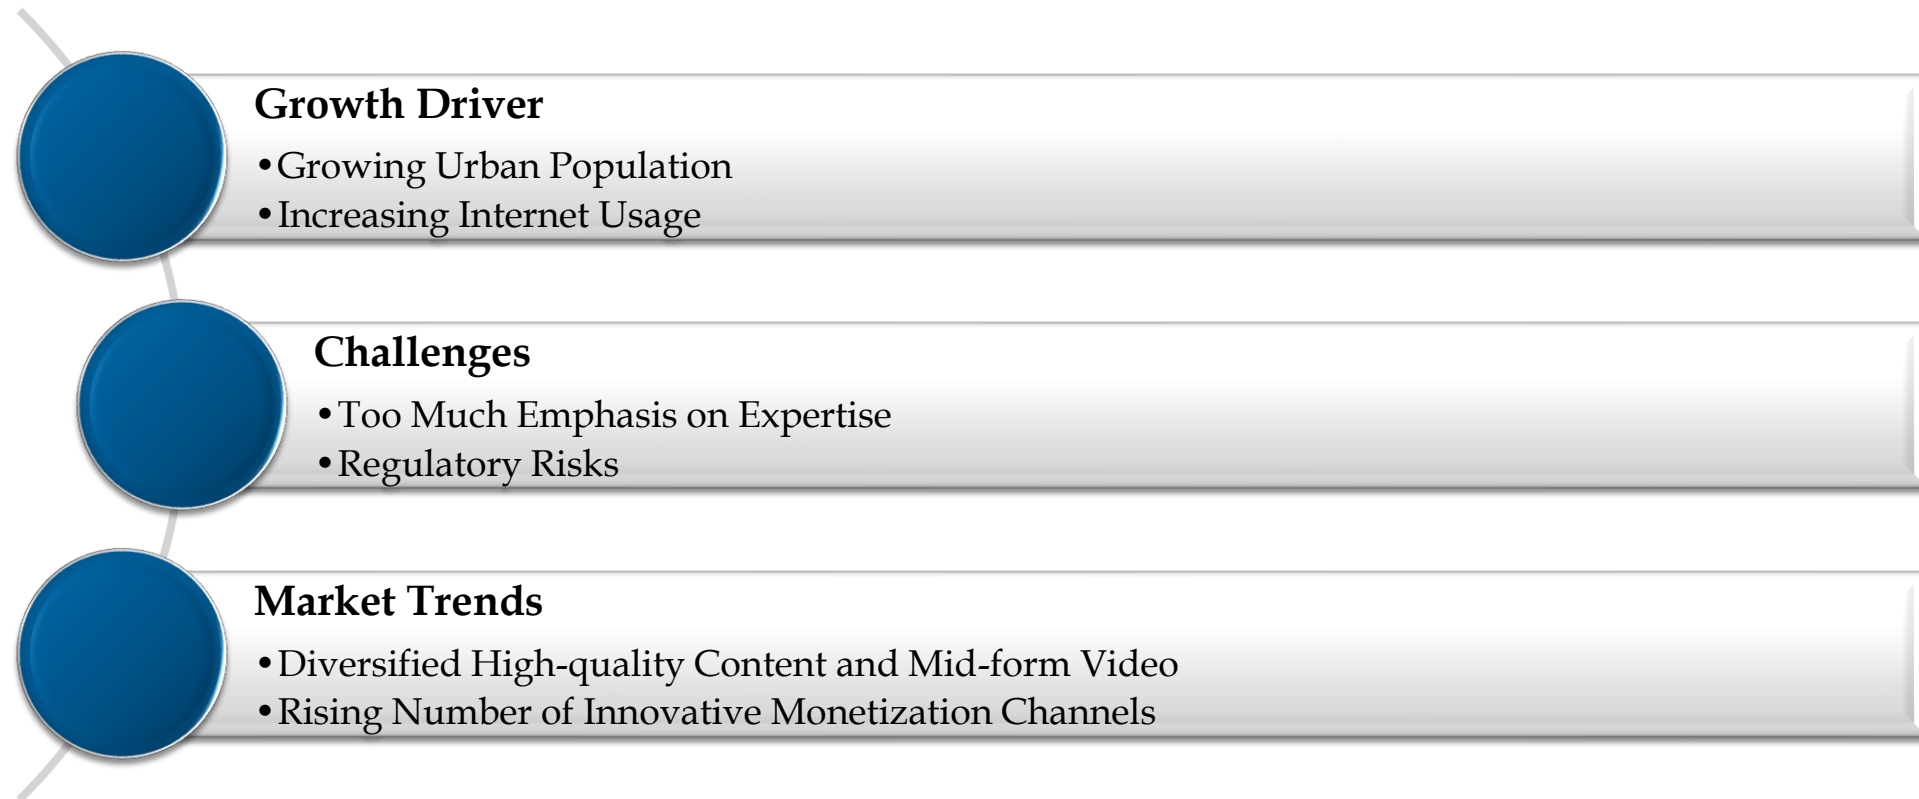 Growth Driver
•Growing Urban Population
•Increasing Internet Usage
Challenges
•Too Much Emphasis on Expertise
•Regulatory Risks
Market Trends
•Diversified High-quality Content and Mid-form Video
•Rising Number of Innovative Monetization Channels